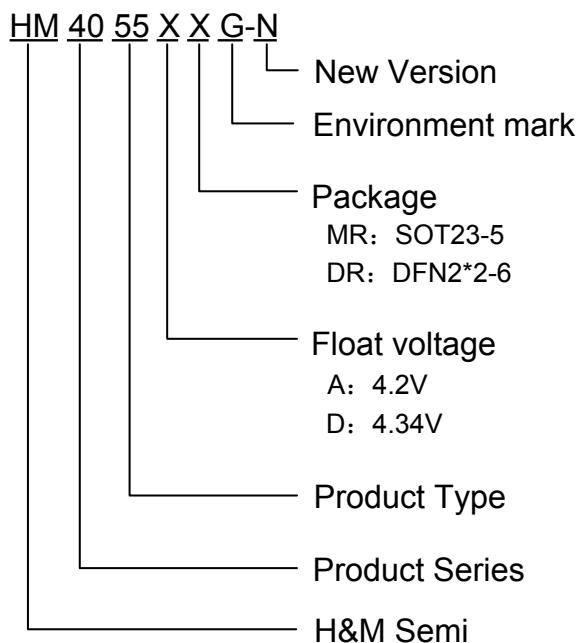 HM 40 55 X X G-N
New Version
Environment mark
Package
MR：SOT23-5
DR：DFN2*2-6
Float voltage
A：4.2V
D：4.34V
Product Type
Product Series
H&M Semi